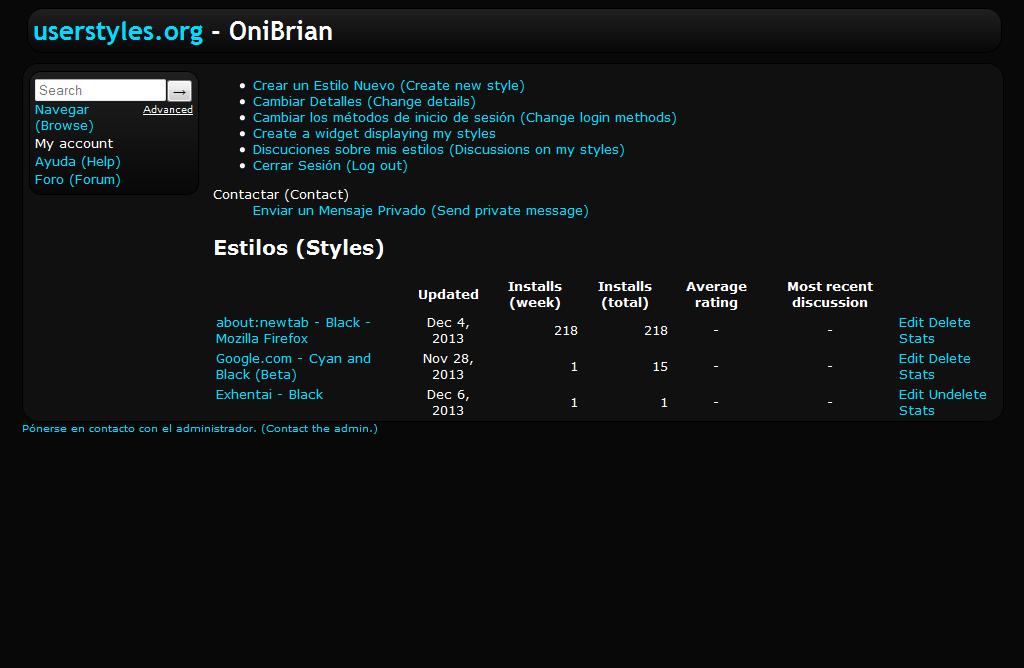 userstyles.org - OniBrian
Search →
Navegar Advanced
(Browse)
My account
Ayuda (Help)
Foro (Forum)
Crear un Estilo Nuevo (Create new style)
Cambiar Detalles (Change details)
Cambiar los métodos de inicio de sesión (Change login methods)
Create a widget displaying my styles
Discuciones sobre mis estilos (Discussions on my styles)
Cerrar Sesión (Log out)
Contactar (Contact)
Enviar un Mensaje Privado (Send private message)
Estilos (Styles)
Updated Installs (week) Installs (total) Average rating Most recent discussion
about:newtab - Black - Dec 4, 218 218 - - Edit Delete
Mozilla Firefox 2013 Stats
Google.com - Cyan and Nov 28, 1 15 - - Edit Delete
Black (Beta) 2013 Stats
Exhentai - Black Dec 6, 1 1 - - Edit Undelete
2013 Stats
Pónerse en contacto con el administrador. (Contact the admin.)